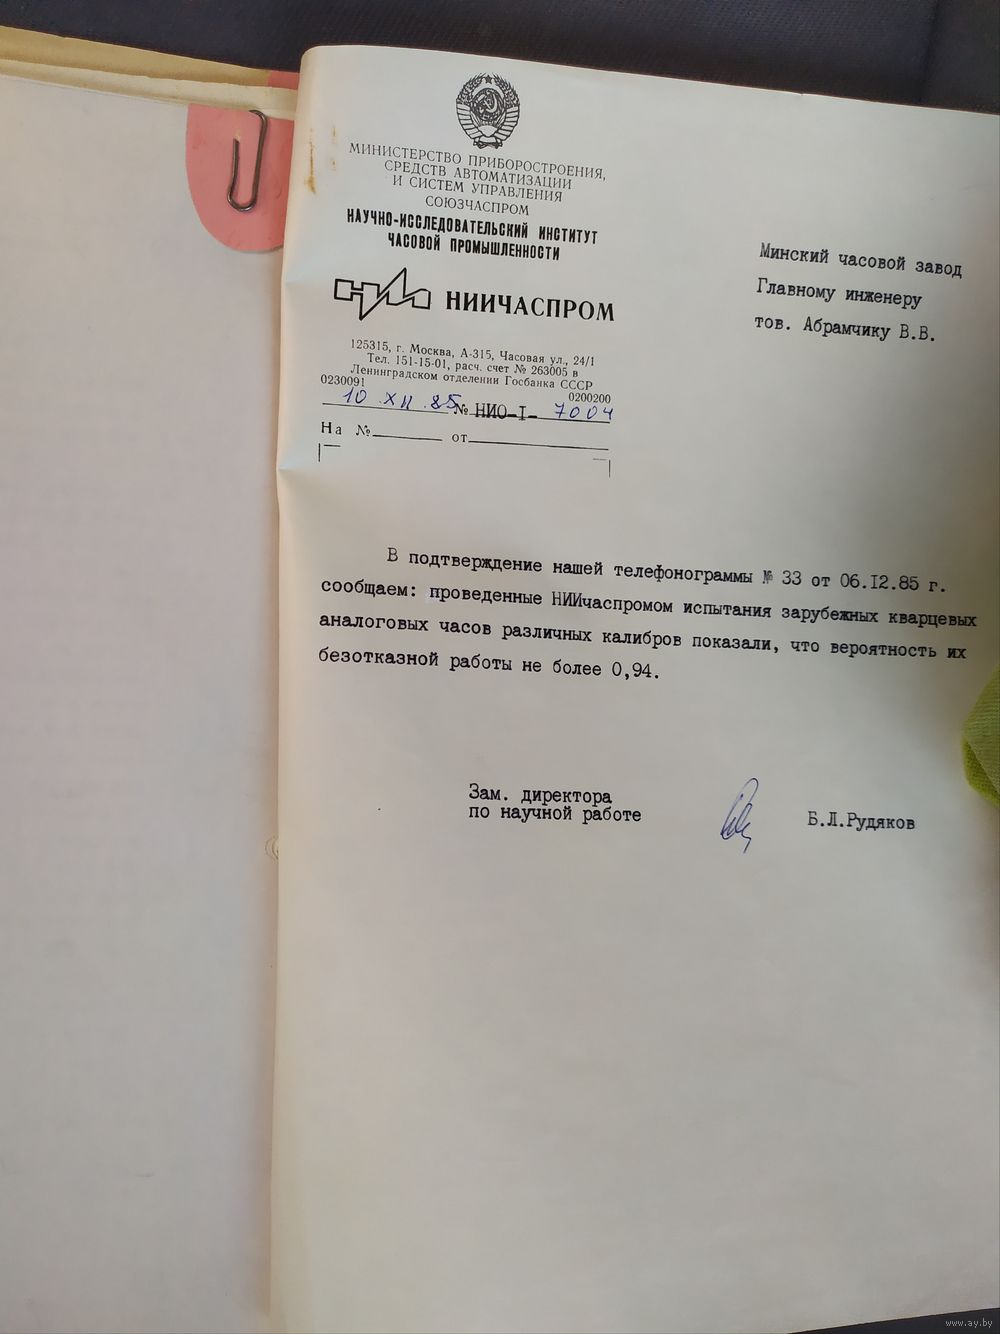 МИНИСТЕРСТВО ПРИБОРОСТРОЕНИЯ,
СРЕДСТВ АВТОМАТИЗАЦИИ
И СИСТЕМ УПРАВЛЕНИЯ
СОЮЗЧАСПРОМ
НАУЧНО-ИССЛЕДОВАТЕЛЬСКИЙ ИНСТИТУТ
ЧАСОВОЙ ПРОМЫШЛЕННОСТИ
НИИЧАСПРОМ
125315, г. Москва, А-315, Часовая ул., 24/1
Тел. 151-15-01, расч. счет № 263005 в
Ленинградском отделении Госбанка СССР
0230091 0200200
10 XII 85 № НИО-I- 7004
На № от
Минский часовой завод
Главному инженеру
тов. Абрамчику В.В.
В подтверждение нашей телефонограммы № 33 от 06.I2.85 г.
сообщаем: проведенные НИИчаспромом испытания зарубежных кварцевых
аналоговых часов различных калибров показали, что вероятность их
безотказной работы не более 0,94.
Зам. директора
по научной работе
Б.Л.Рудяков
www.ay.by